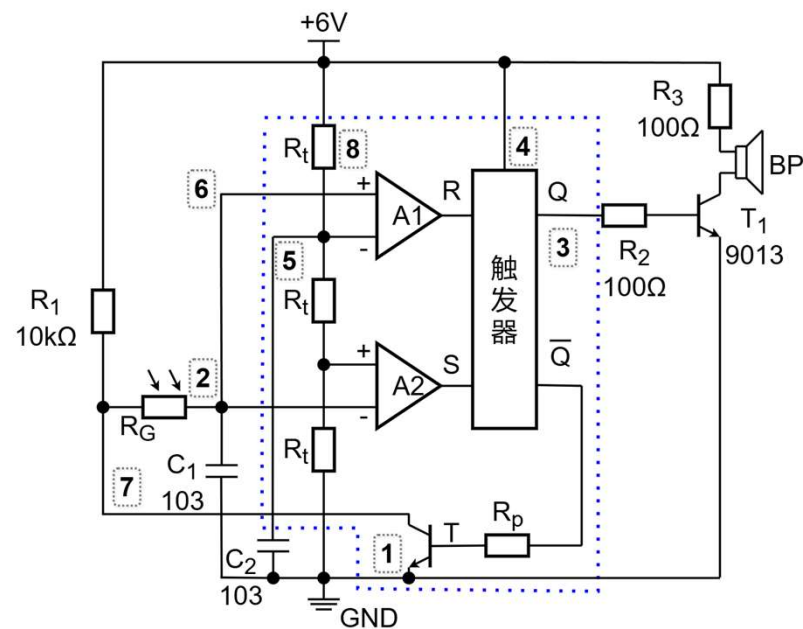 +6V
R3
100Ω
BP
Rt
8
4
6
+
A1
R
Q
-
T1
9013
5
3
R2
100Ω
触发器
R1
10kΩ
Rt
Q̅
2
+
A2
S
-
RG
Rt
C1
103
7
Rp
T
1
C2
103
GND